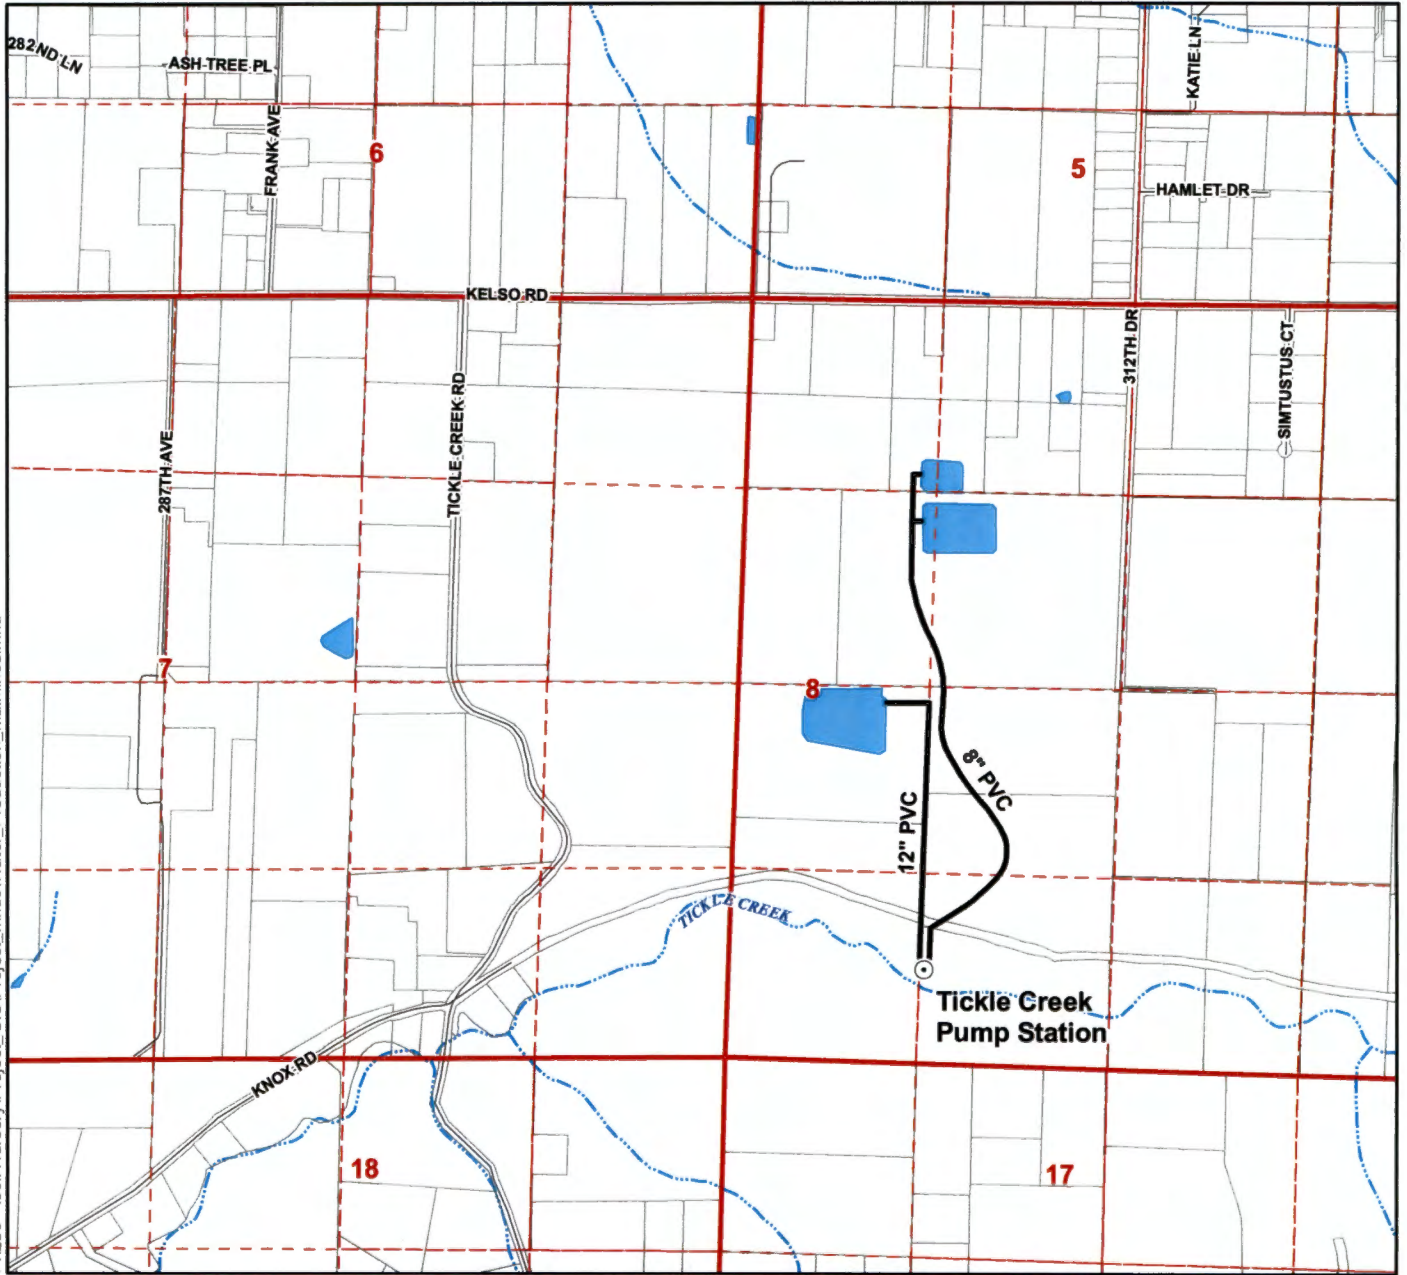 282ND LN
ASH TREE PL
KATIE LN
FRANK AVE
6
5
HAMLET DR
KELSO RD
312TH DR
SIMTUSTUS CT
TICKLE CREEK RD
287TH AVE
7
8
8" PVC
12" PVC
TICKLE CREEK
Tickle Creek
Pump Station
KNOX RD
18
17